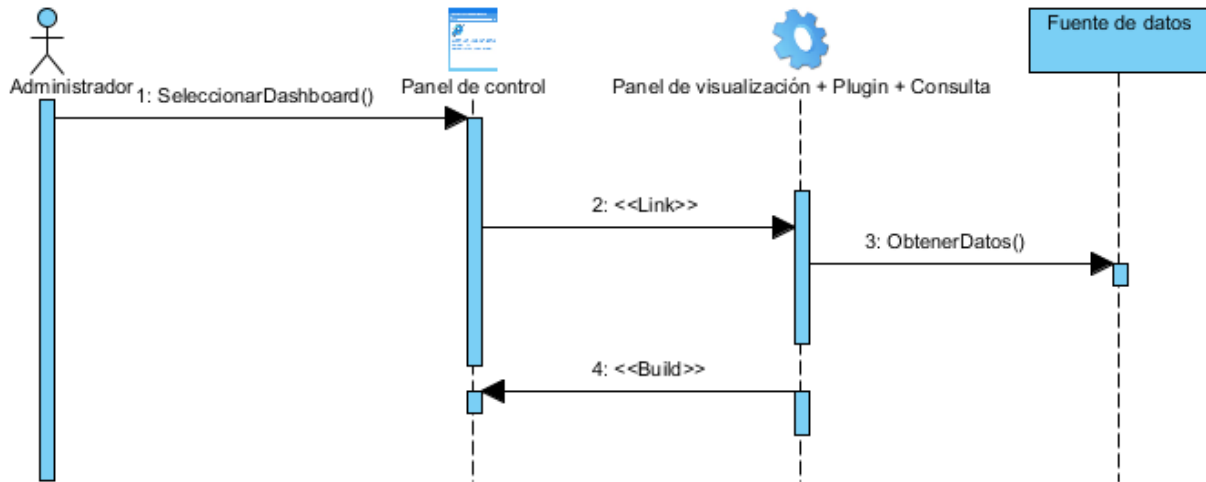 Fuente de datos
Administrador
Panel de control
Panel de visualización + Plugin + Consulta
1: SeleccionarDashboard()
2: <<Link>>
3: ObtenerDatos()
4: <<Build>>